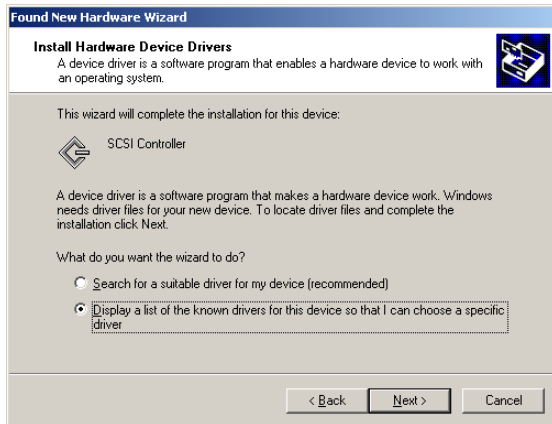 Found New Hardware Wizard
Install Hardware Device Drivers
A device driver is a software program that enables a hardware device to work with
an operating system.
This wizard will complete the installation for this device:
SCSI Controller
A device driver is a software program that makes a hardware device work. Windows
needs driver files for your new device. To locate driver files and complete the
installation click Next.
What do you want the wizard to do?
Search for a suitable driver for my device (recommended)
Display a list of the known drivers for this device so that I can choose a specific
driver
< Back
Next >
Cancel